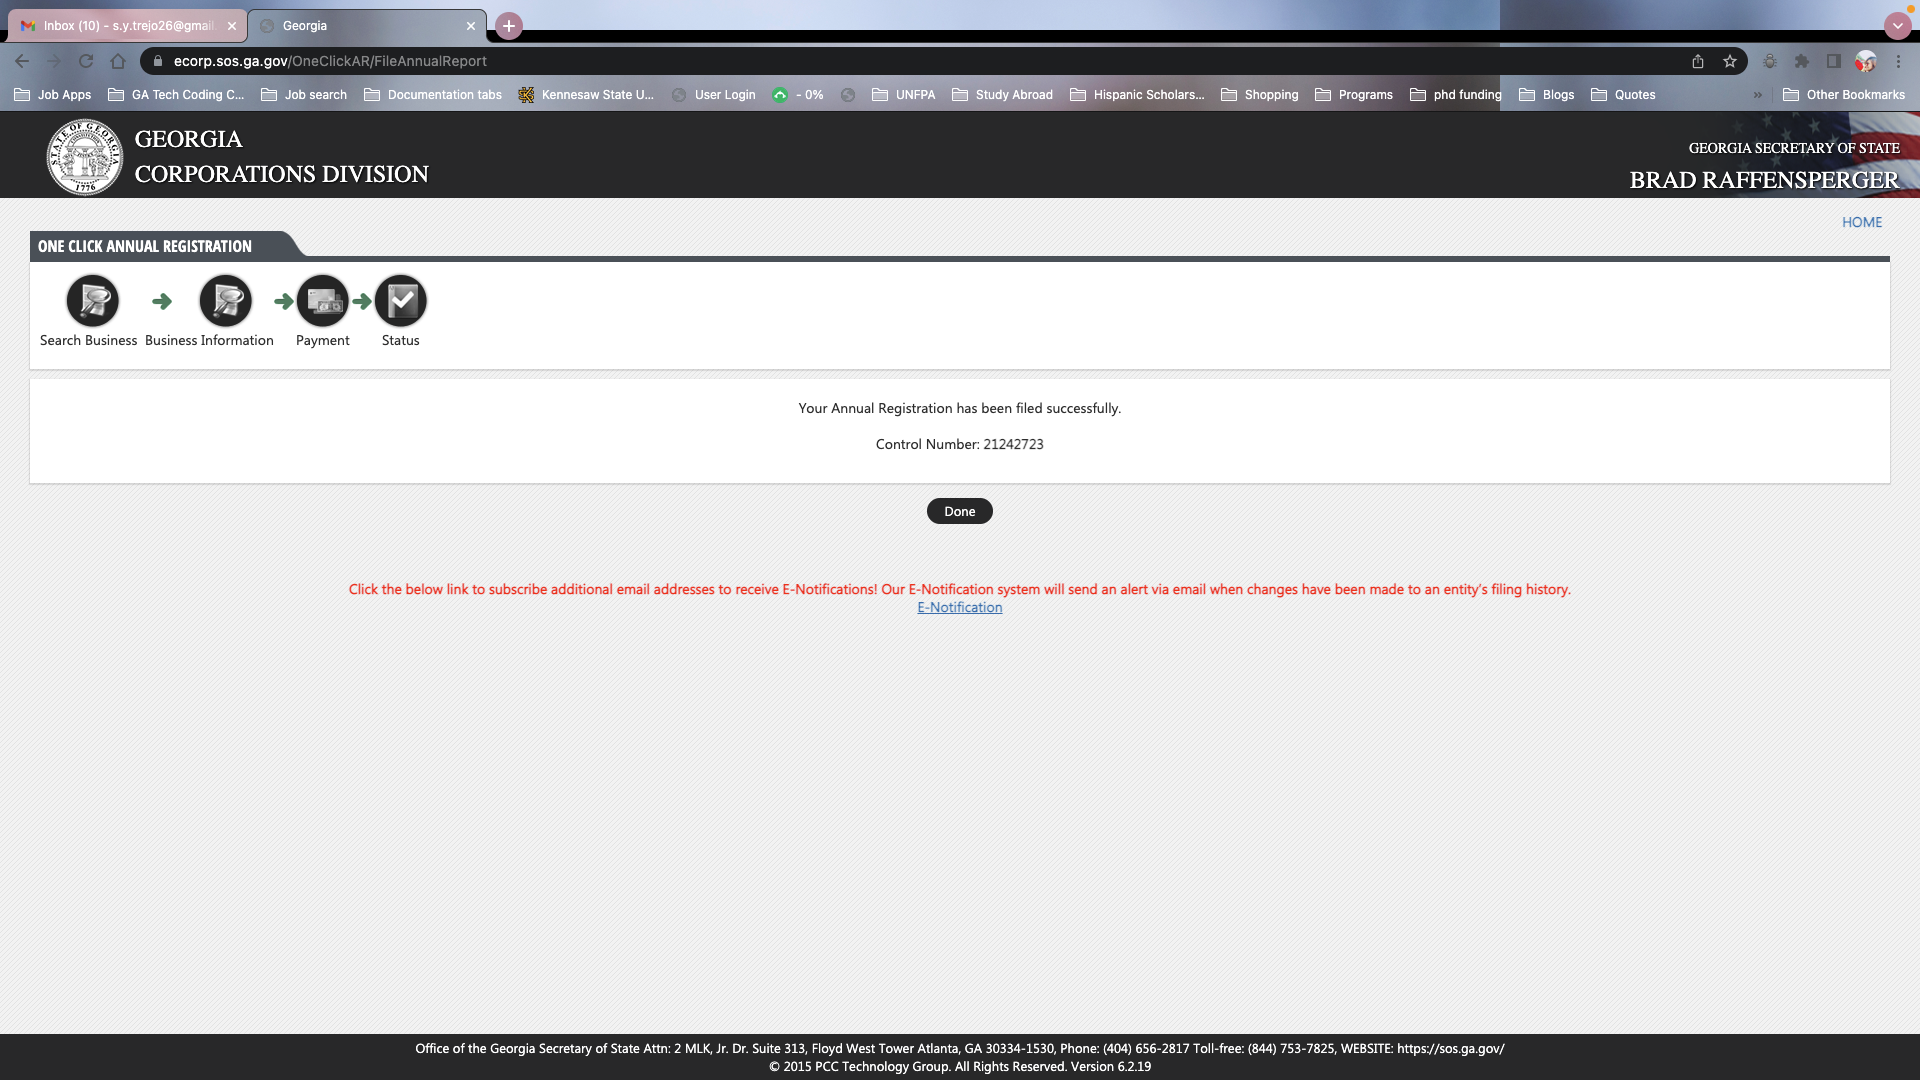 Inbox (10) - s.y.trejo26@gmail.
Georgia
ecorp.sos.ga.gov/OneClickAR/FileAnnualReport
Job Apps GA Tech Coding C... Job search Documentation tabs Kennesaw State U... User Login - 0% UNFPA Study Abroad Hispanic Scholars... Shopping Programs phd funding Blogs Quotes » Other Bookmarks
STATE OF GEORGIA
1776
GEORGIA
CORPORATIONS DIVISION
GEORGIA SECRETARY OF STATE
BRAD RAFFENSPERGER
HOME
ONE CLICK ANNUAL REGISTRATION
Search Business Business Information Payment Status
Your Annual Registration has been filed successfully.
Control Number: 21242723
Done
Click the below link to subscribe additional email addresses to receive E-Notifications! Our E-Notification system will send an alert via email when changes have been made to an entity's filing history.
E-Notification
Office of the Georgia Secretary of State Attn: 2 MLK, Jr. Dr. Suite 313, Floyd West Tower Atlanta, GA 30334-1530, Phone: (404) 656-2817 Toll-free: (844) 753-7825, WEBSITE: https://sos.ga.gov/
© 2015 PCC Technology Group. All Rights Reserved. Version 6.2.19